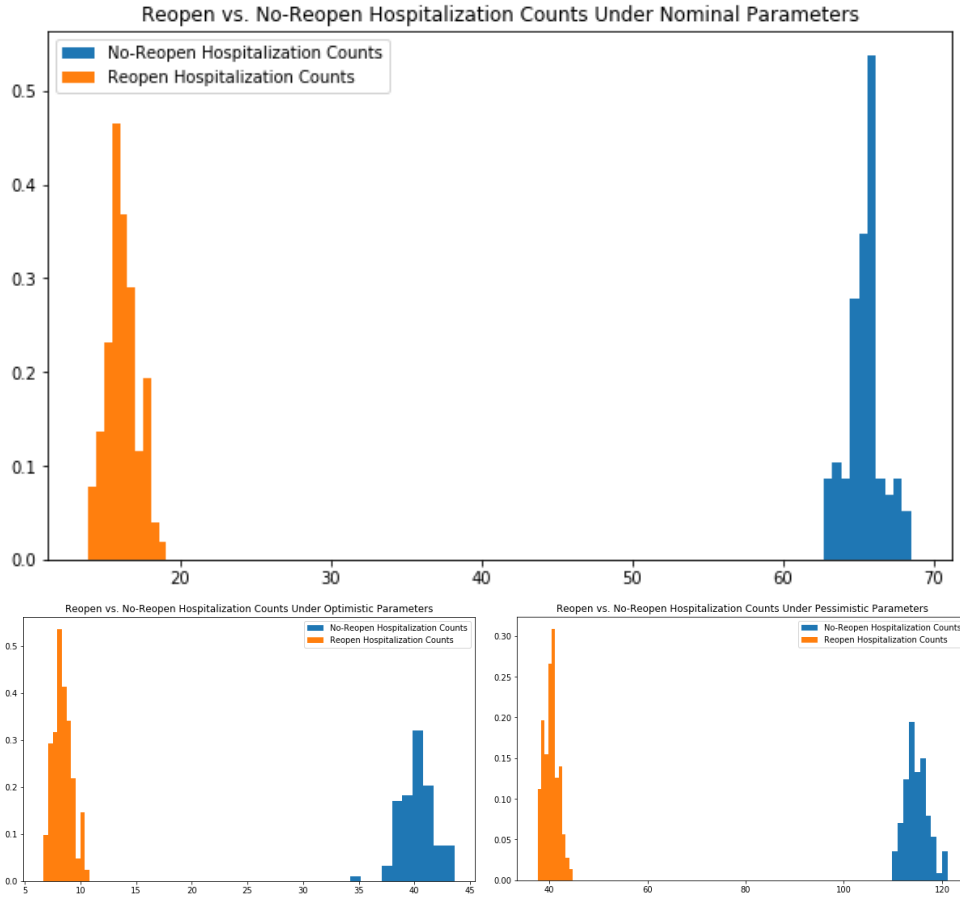 Reopen vs. No-Reopen Hospitalization Counts Under Nominal Parameters
No-Reopen Hospitalization Counts
Reopen Hospitalization Counts
0.5
0.4
0.3
0.2
0.1
0.0
20 30 40 50 60 70
Reopen vs. No-Reopen Hospitalization Counts Under Optimistic Parameters
No-Reopen Hospitalization Counts
Reopen Hospitalization Counts
0.5
0.4
0.3
0.2
0.1
0.0
5 10 15 20 25 30 35 40 45
Reopen vs. No-Reopen Hospitalization Counts Under Pessimistic Parameters
No-Reopen Hospitalization Counts
Reopen Hospitalization Counts
0.30
0.25
0.20
0.15
0.10
0.05
0.00
40 60 80 100 120